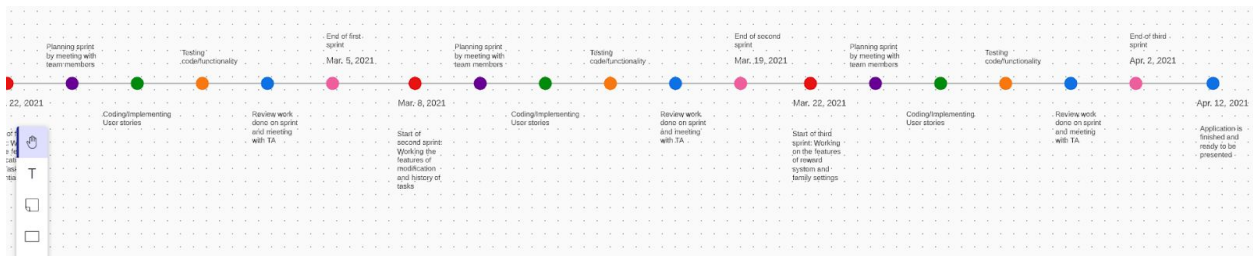 End of first
sprint
Mar. 5, 2021
End of second
sprint
Mar. 19, 2021
End of third
sprint
Apr. 2, 2021
Planning sprint
by meeting with
team members
Testing
code/functionality
Planning sprint
by meeting with
team members
Testing
code/functionality
Planning sprint
by meeting with
team members
Testing
code/functionality
22, 2021
Mar. 8, 2021
Mar. 22, 2021
Apr. 12, 2021
Coding/Implementing
User stories
Review work
done on sprint
and meeting
with TA
Start of
second sprint:
Working the
features of
modification
and history of
tasks
Coding/Implementing
User stories
Review work
done on sprint
and meeting
with TA
Start of third
sprint: Working
on the features
of reward
system and
family settings
Coding/Implementing
User stories
Review work
done on sprint
and meeting
with TA
Application is
finished and
ready to be
presented
T